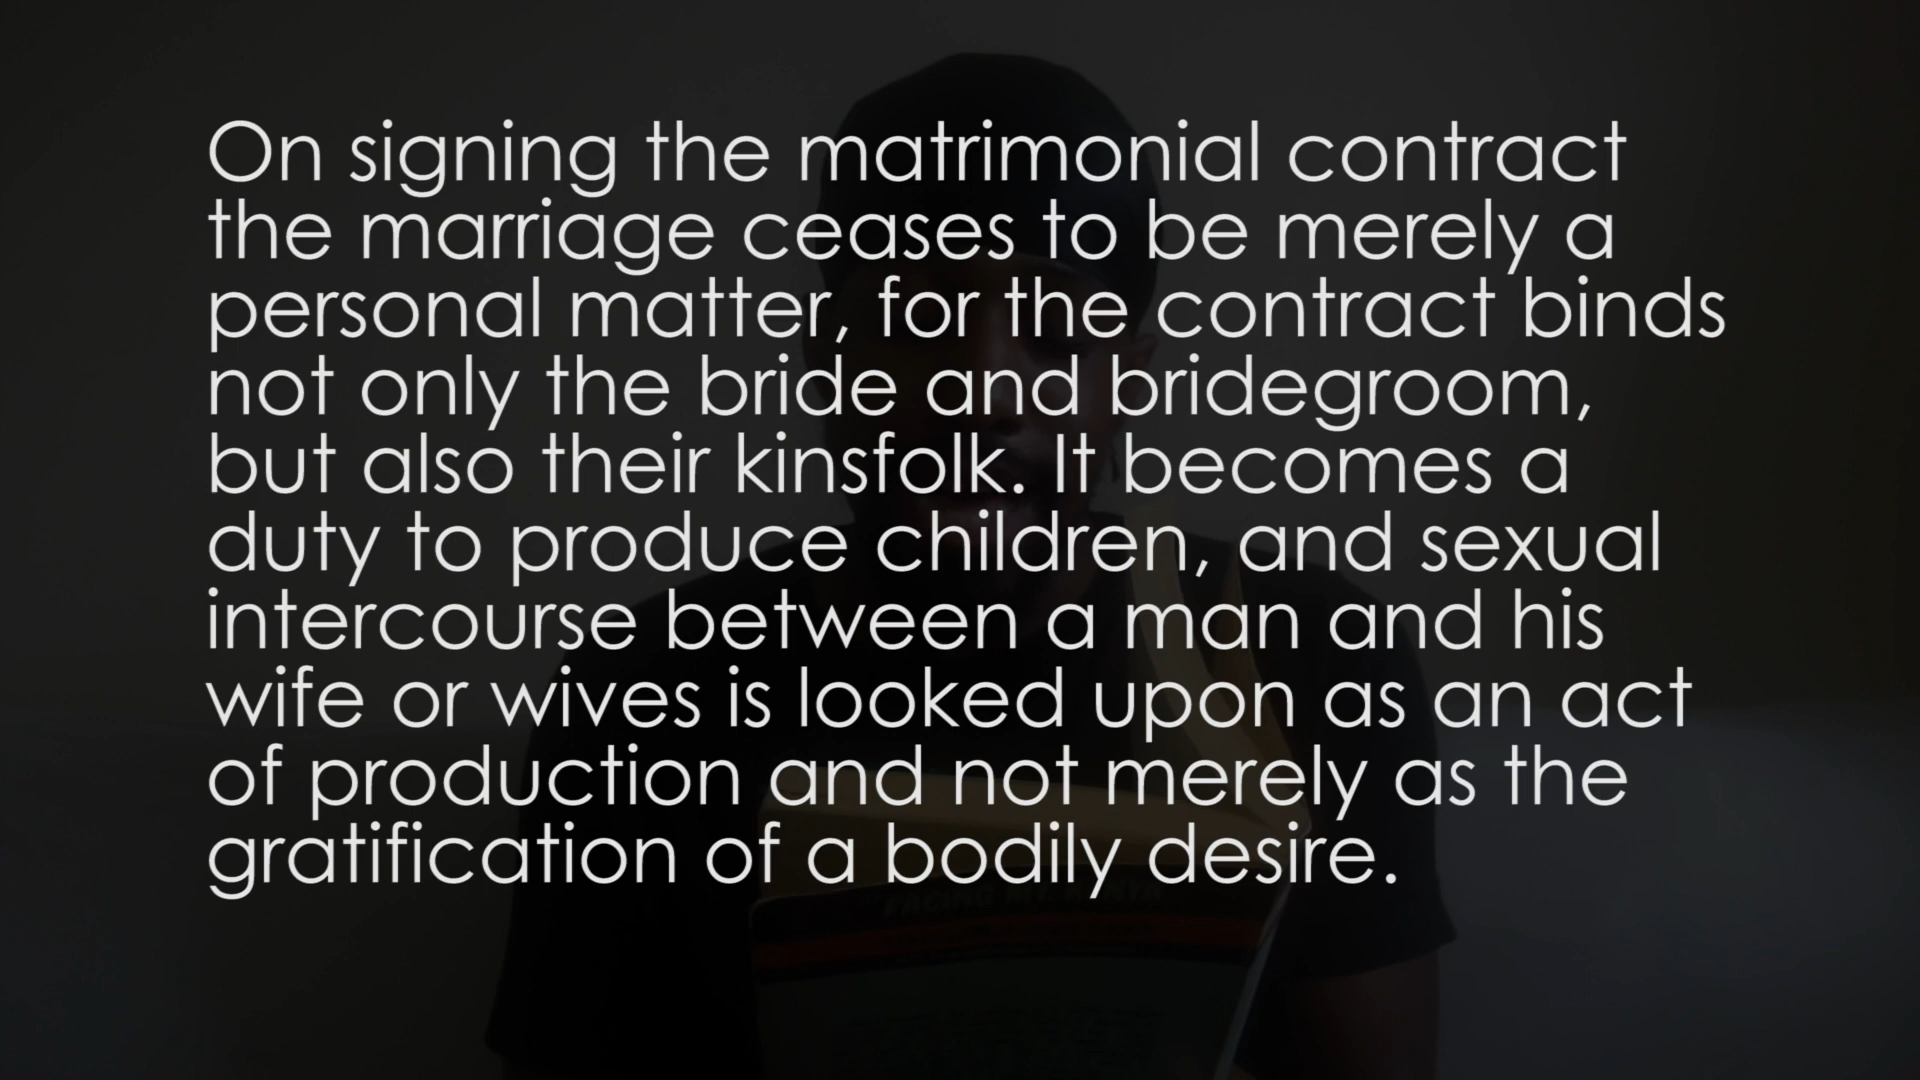 On signing the matrimonial contract
the marriage ceases to be merely a
personal matter, for the contract binds
not only the bride and bridegroom,
but also their kinsfolk. It becomes a
duty to produce children, and sexual
intercourse between a man and his
wife or wives is looked upon as an act
of production and not merely as the
gratification of a bodily desire.
FACING MT. KENYA